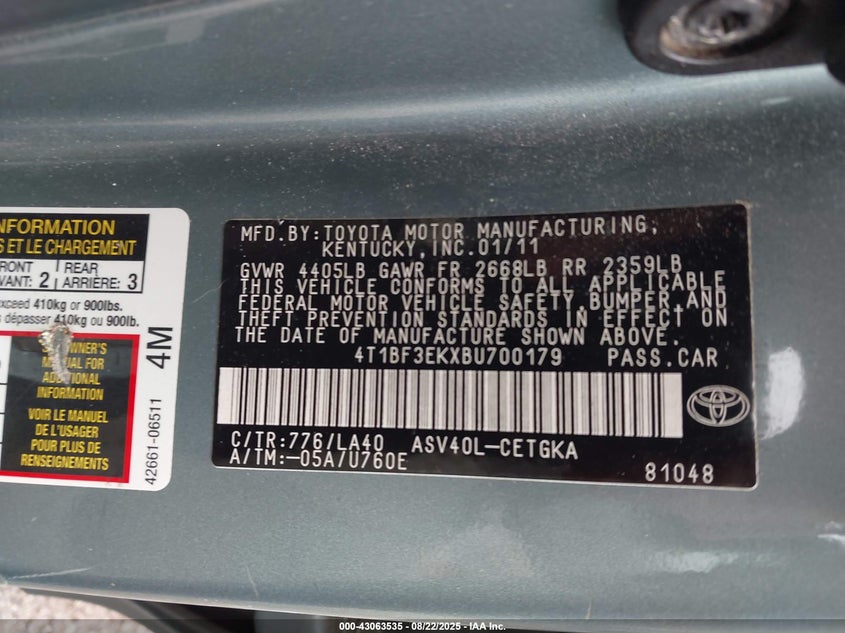 INFORMATION
S ET LE CHARGEMENT
FRONT
VANT: 2
REAR
ARRIÈRE: 3
exceed 410kg or 900lbs.
dépasser 410kg ou 900lb.
OWNER'S
MANUAL FOR
ADDITIONAL
INFORMATION
VOIR LE MANUEL
DE L'USAGER
POUR PLUS DE
RENSEIGNEMENTS
42661-06511
4M
MFD.BY:TOYOTA MOTOR MANUFACTURING,
KENTUCKY, INC.01/11
GVWR 4405LB GAWR FR 2668LB RR 2359LB
THIS VEHICLE CONFORMS TO ALL APPLICABLE
FEDERAL MOTOR VEHICLE SAFETY, BUMPER AND
THEFT PREVENTION STANDARDS IN EFFECT ON
THE DATE OF MANUFACTURE SHOWN ABOVE.
4T1BF3EKXBU700179 PASS.CAR
C/TR:776/LA40 ASV40L-CETGKA
A/TM:-05A/U760E
81048
000-43063535 - 08/22/2025 - IAA Inc.